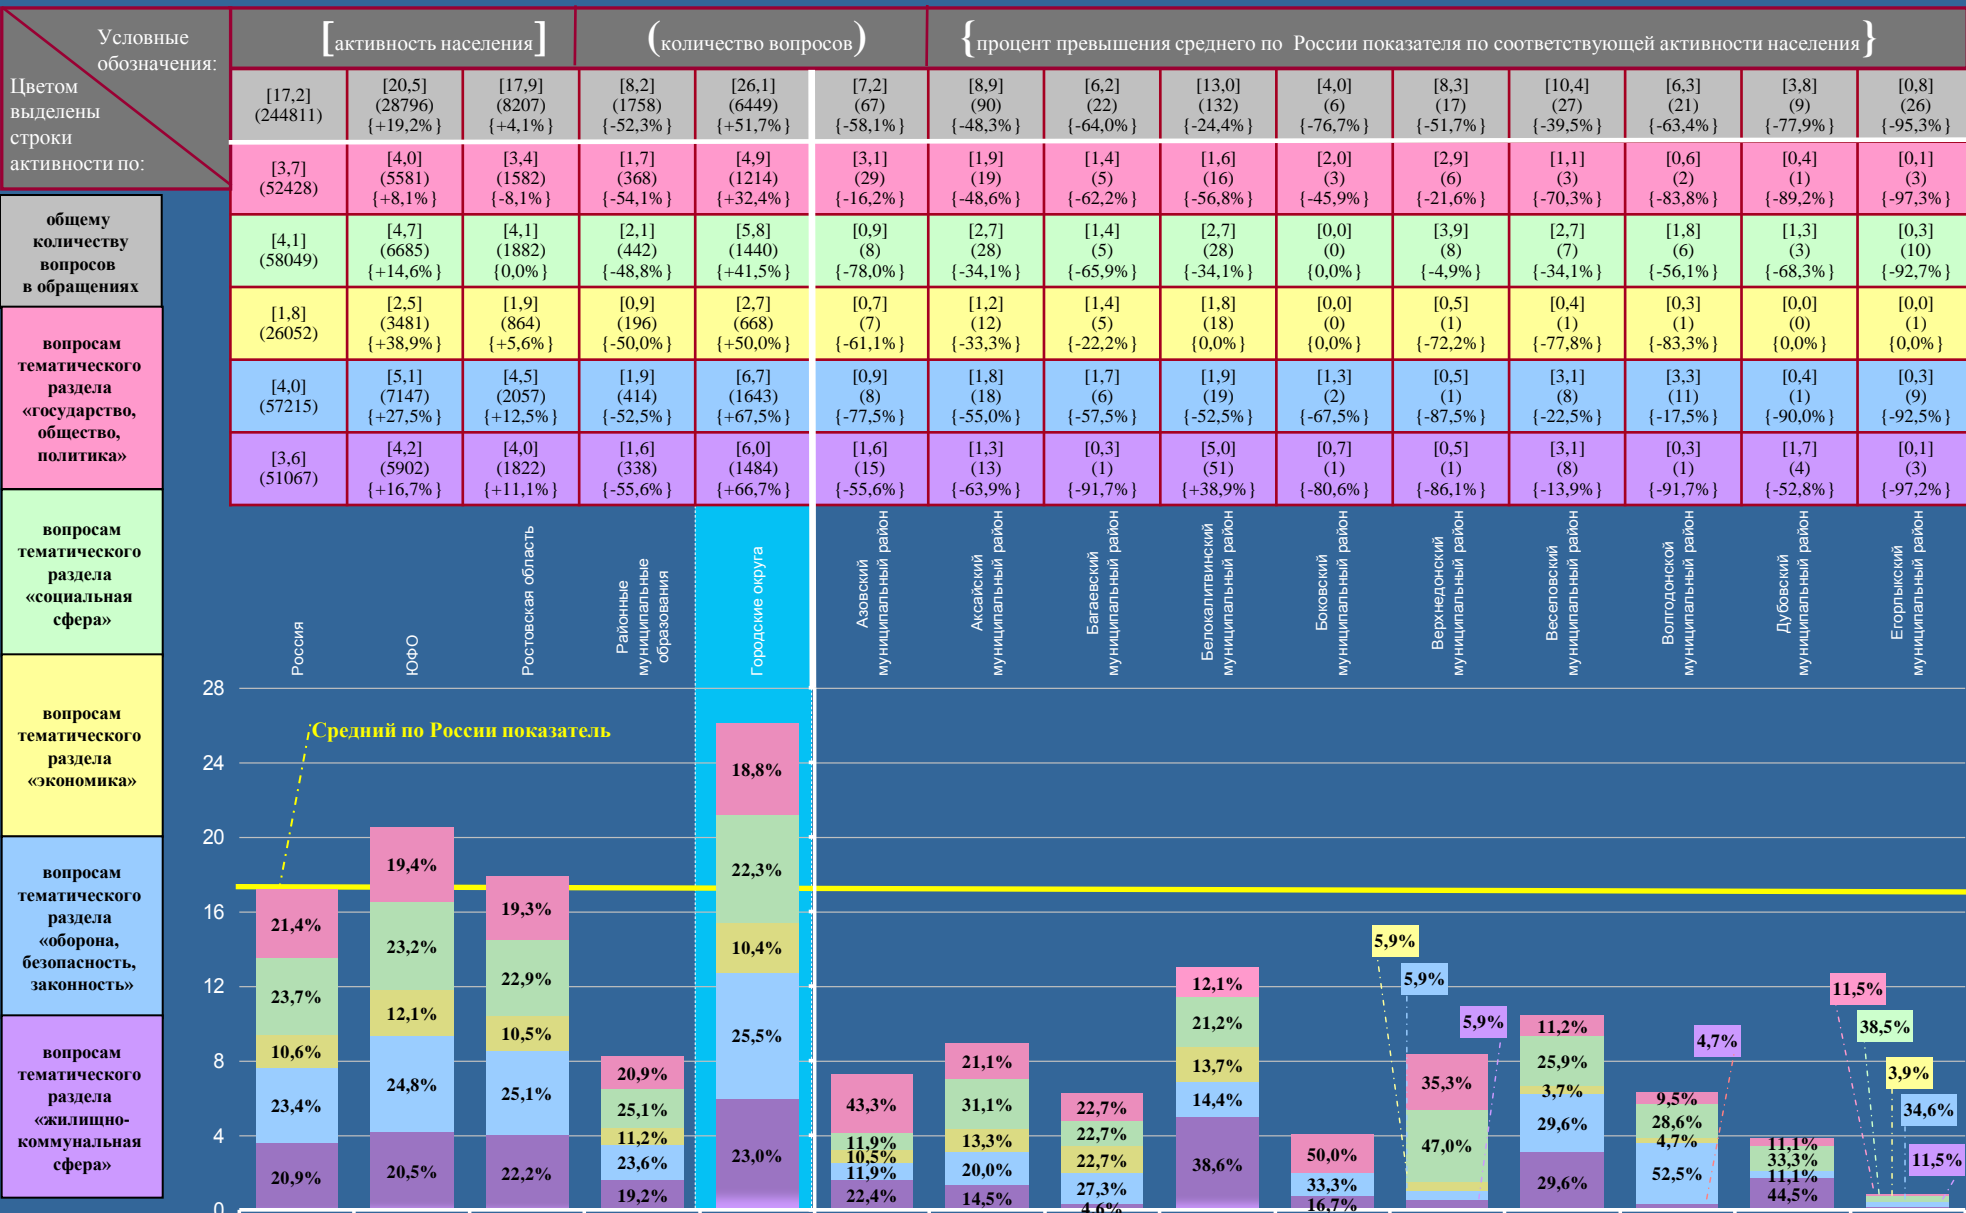 Условные
обозначения:
Цветом
выделены
строки
активности по:
[активность населения]
(количество вопросов)
{процент превышения среднего по России показателя по соответствующей активности населения}
[17,2] [20,5] [17,9] [8,2] [26,1] [7,2] [8,9] [6,2] [13,0] [4,0] [8,3] [10,4] [6,3] [3,8] [0,8]
(244811) (28796) (8207) (1758) (6449) (67) (90) (22) (132) (6) (17) (27) (21) (9) (26)
{+19,2%} {+4,1%} {-52,3%} {+51,7%} {-58,1%} {-48,3%} {-64,0%} {-24,4%} {-76,7%} {-51,7%} {-39,5%} {-63,4%} {-77,9%} {-95,3%}
[3,7] [4,0] [3,4] [1,7] [4,9] [3,1] [1,9] [1,4] [1,6] [2,0] [2,9] [1,1] [0,6] [0,4] [0,1]
(52428) (5581) (1582) (368) (1214) (29) (19) (5) (16) (3) (6) (3) (2) (1) (3)
{+8,1%} {-8,1%} {-54,1%} {+32,4%} {-16,2%} {-48,6%} {-62,2%} {-56,8%} {-45,9%} {-21,6%} {-70,3%} {-83,8%} {-89,2%} {-97,3%}
[4,1] [4,7] [4,1] [2,1] [5,8] [0,9] [2,7] [1,4] [2,7] [0,0] [3,9] [2,7] [1,8] [1,3] [0,3]
(58049) (6685) (1882) (442) (1440) (8) (28) (5) (28) (0) (8) (7) (6) (3) (10)
{+14,6%} {0,0%} {-48,8%} {+41,5%} {-78,0%} {-34,1%} {-65,9%} {-34,1%} {0,0%} {-4,9%} {-34,1%} {-56,1%} {-68,3%} {-92,7%}
[1,8] [2,5] [1,9] [0,9] [2,7] [0,7] [1,2] [1,4] [1,8] [0,0] [0,5] [0,4] [0,3] [0,0] [0,0]
(26052) (3481) (864) (196) (668) (7) (12) (5) (18) (0) (1) (1) (1) (0) (1)
{+38,9%} {+5,6%} {-50,0%} {+50,0%} {-61,1%} {-33,3%} {-22,2%} {0,0%} {0,0%} {-72,2%} {-77,8%} {-83,3%} {0,0%} {0,0%}
[4,0] [5,1] [4,5] [1,9] [6,7] [0,9] [1,8] [1,7] [1,9] [1,3] [0,5] [3,1] [3,3] [0,4] [0,3]
(57215) (7147) (2057) (414) (1643) (8) (18) (6) (19) (2) (1) (8) (11) (1) (9)
{+27,5%} {+12,5%} {-52,5%} {+67,5%} {-77,5%} {-55,0%} {-57,5%} {-52,5%} {-67,5%} {-87,5%} {-22,5%} {-17,5%} {-90,0%} {-92,5%}
[3,6] [4,2] [4,0] [1,6] [6,0] [1,6] [1,3] [0,3] [5,0] [0,7] [0,5] [3,1] [0,3] [1,7] [0,1]
(51067) (5902) (1822) (338) (1484) (15) (13) (1) (51) (1) (1) (8) (1) (4) (3)
{+16,7%} {+11,1%} {-55,6%} {+66,7%} {-55,6%} {-63,9%} {-91,7%} {+38,9%} {-80,6%} {-86,1%} {-13,9%} {-91,7%} {-52,8%} {-97,2%}
общему
количеству
вопросов
в обращениях
вопросам
тематического
раздела
«государство,
общество,
политика»
вопросам
тематического
раздела
«социальная
сфера»
вопросам
тематического
раздела
«экономика»
вопросам
тематического
раздела
«оборона,
безопасность,
законность»
вопросам
тематического
раздела
«жилищно-
коммунальная
сфера»
Россия
ЮФО
Ростовская область
Районные
муниципальные
образования
Городские округа
Азовский
муниципальный район
Аксайский
муниципальный район
Багаевский
муниципальный район
Белокалитвинский
муниципальный район
Боковский
муниципальный район
Верхнедонский
муниципальный район
Веселовский
муниципальный район
Волгодонской
муниципальный район
Дубовский
муниципальный район
Егорлыкский
муниципальный район
28
24
20
16
12
8
4
0
Средний по России показатель
21,4%
23,7%
10,6%
23,4%
20,9%
19,4%
23,2%
12,1%
24,8%
20,5%
19,3%
22,9%
10,5%
25,1%
22,2%
20,9%
25,1%
11,2%
23,6%
19,2%
18,8%
22,3%
10,4%
25,5%
23,0%
43,3%
11,9%
10,5%
11,9%
22,4%
21,1%
31,1%
13,3%
20,0%
14,5%
22,7%
22,7%
22,7%
27,3%
4,6%
12,1%
21,2%
13,7%
14,4%
38,6%
50,0%
33,3%
16,7%
5,9%
5,9%
5,9%
35,3%
47,0%
11,2%
25,9%
3,7%
29,6%
29,6%
4,7%
9,5%
28,6%
4,7%
52,5%
11,1%
33,3%
11,1%
44,5%
11,5%
38,5%
3,9%
34,6%
11,5%